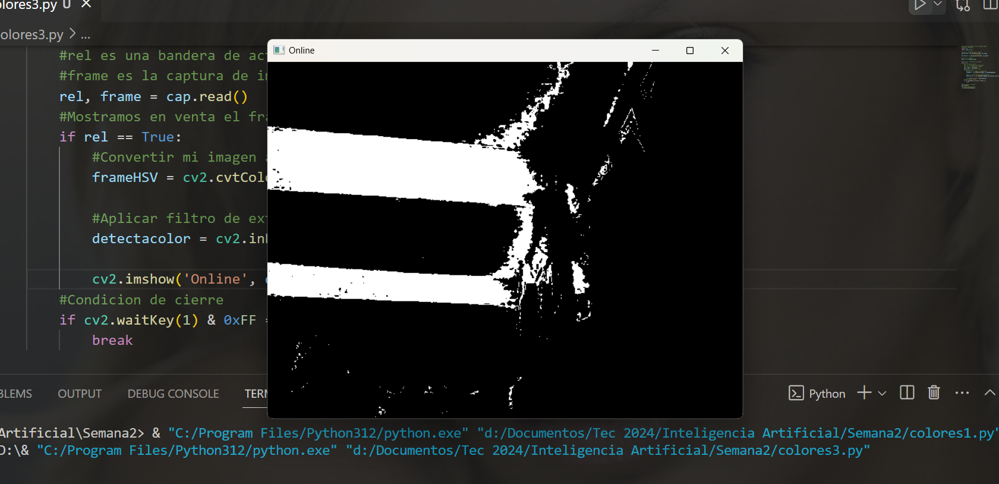 olores3.py U
olores3.py > ...
Online
#rel es una bandera de ac
#frame es la captura de i
rel, frame = cap.read()
#Mostramos en venta el fr
if rel == True:
#Convertir mi imagen a
frameHSV = cv2.cvtCol
#Aplicar filtro de ex
detectacolor = cv2.in
cv2.imshow('Online',
#Condicion de cierre
if cv2.waitKey(1) & 0xFF =
break
BLEMS OUTPUT DEBUG CONSOLE TERM Python
Artificial\Semana2> & "C:/Program Files/Python312/python.exe" "d:/Documentos/Tec 2024/Inteligencia Artificial/Semana2/colores1.py"
D:\& "C:/Program Files/Python312/python.exe" "d:/Documentos/Tec 2024/Inteligencia Artificial/Semana2/colores3.py"